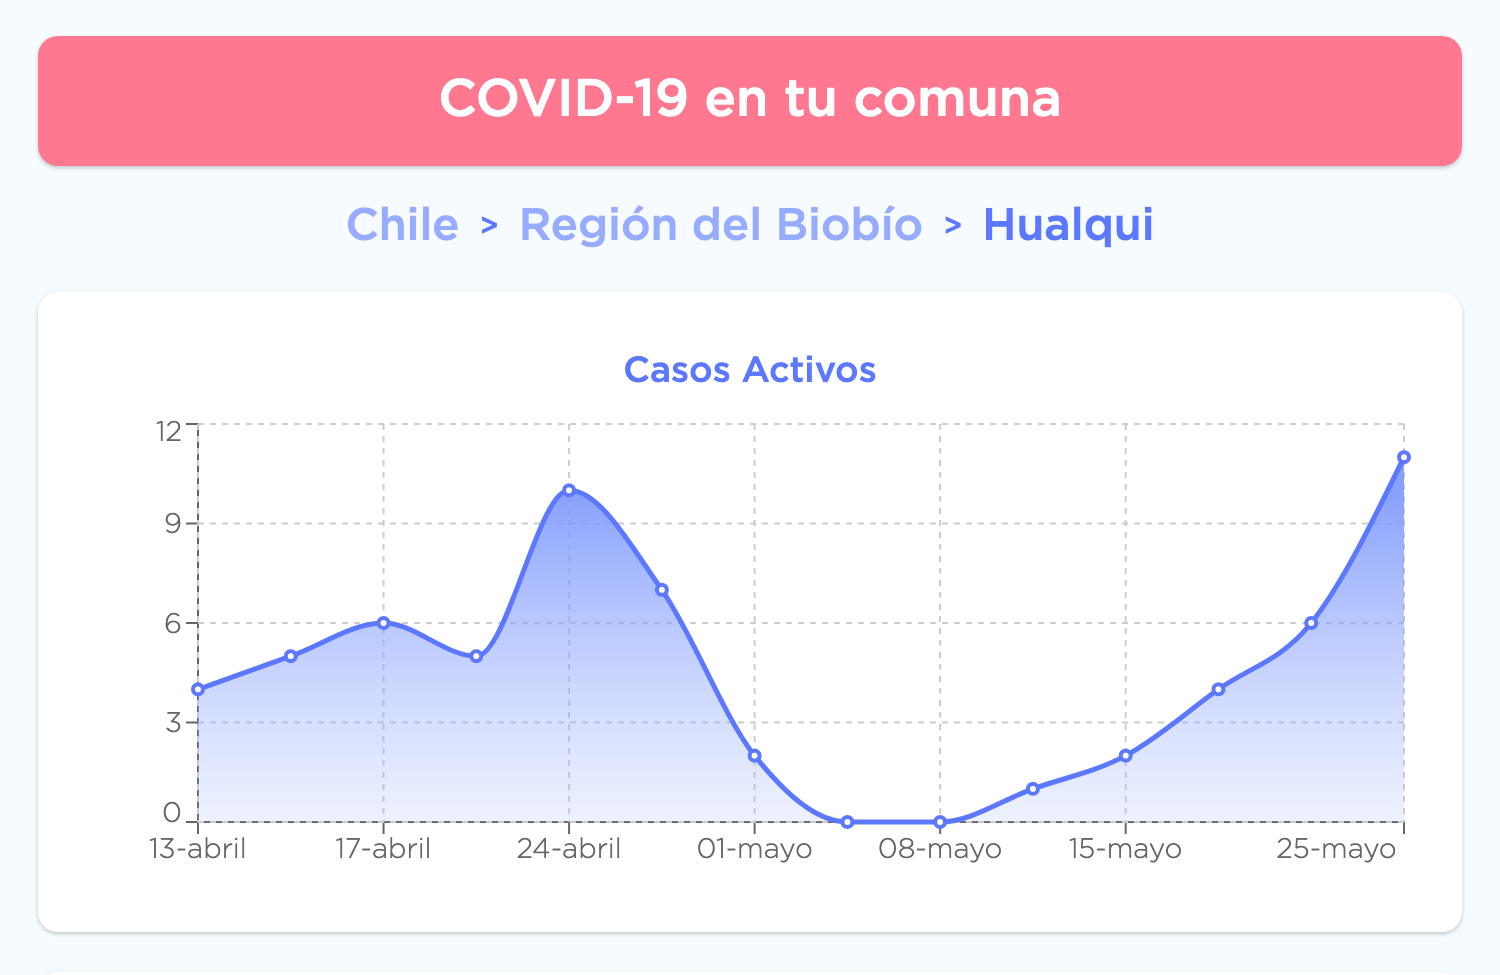 COVID-19 en tu comuna
Chile > Región del Biobío > Hualqui
Casos Activos
12
9
6
3
0
13-abril 17-abril 24-abril 01-mayo 08-mayo 15-mayo 25-mayo